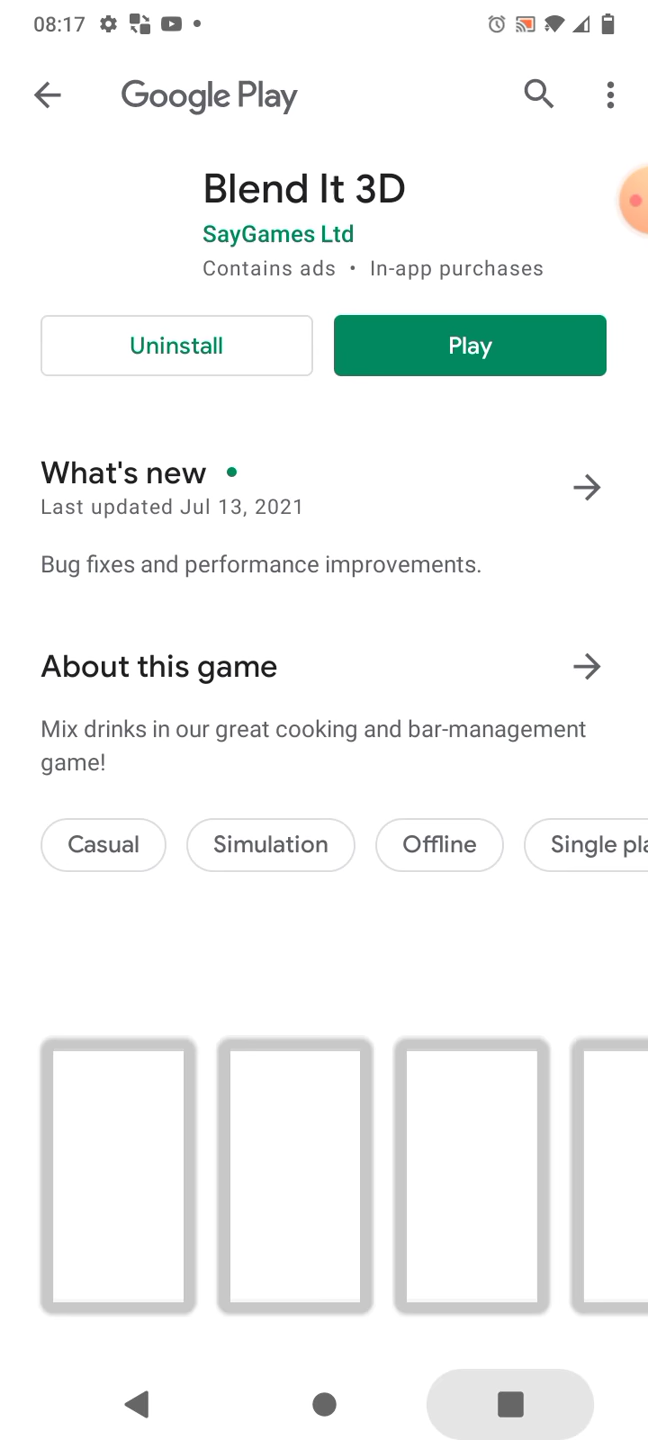 08:17
Google Play
Blend It 3D
SayGames Ltd
Contains ads • In-app purchases
Uninstall
Play
What's new
Last updated Jul 13, 2021
Bug fixes and performance improvements.
About this game
Mix drinks in our great cooking and bar-management
game!
Casual
Simulation
Offline
Single pla